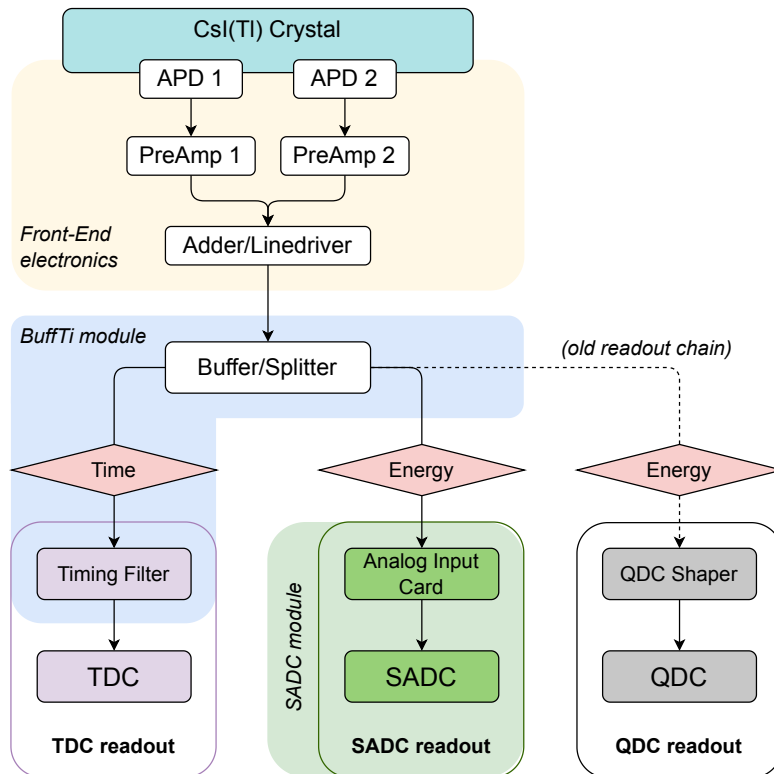 CsI(Tl) Crystal
APD 1
APD 2
PreAmp 1
PreAmp 2
Front-End
electronics
Adder/Linedriver
BuffTi module
Buffer/Splitter
(old readout chain)
Time
Energy
Energy
Timing Filter
Analog Input
Card
QDC Shaper
SADC module
TDC
SADC
QDC
TDC readout
SADC readout
QDC readout